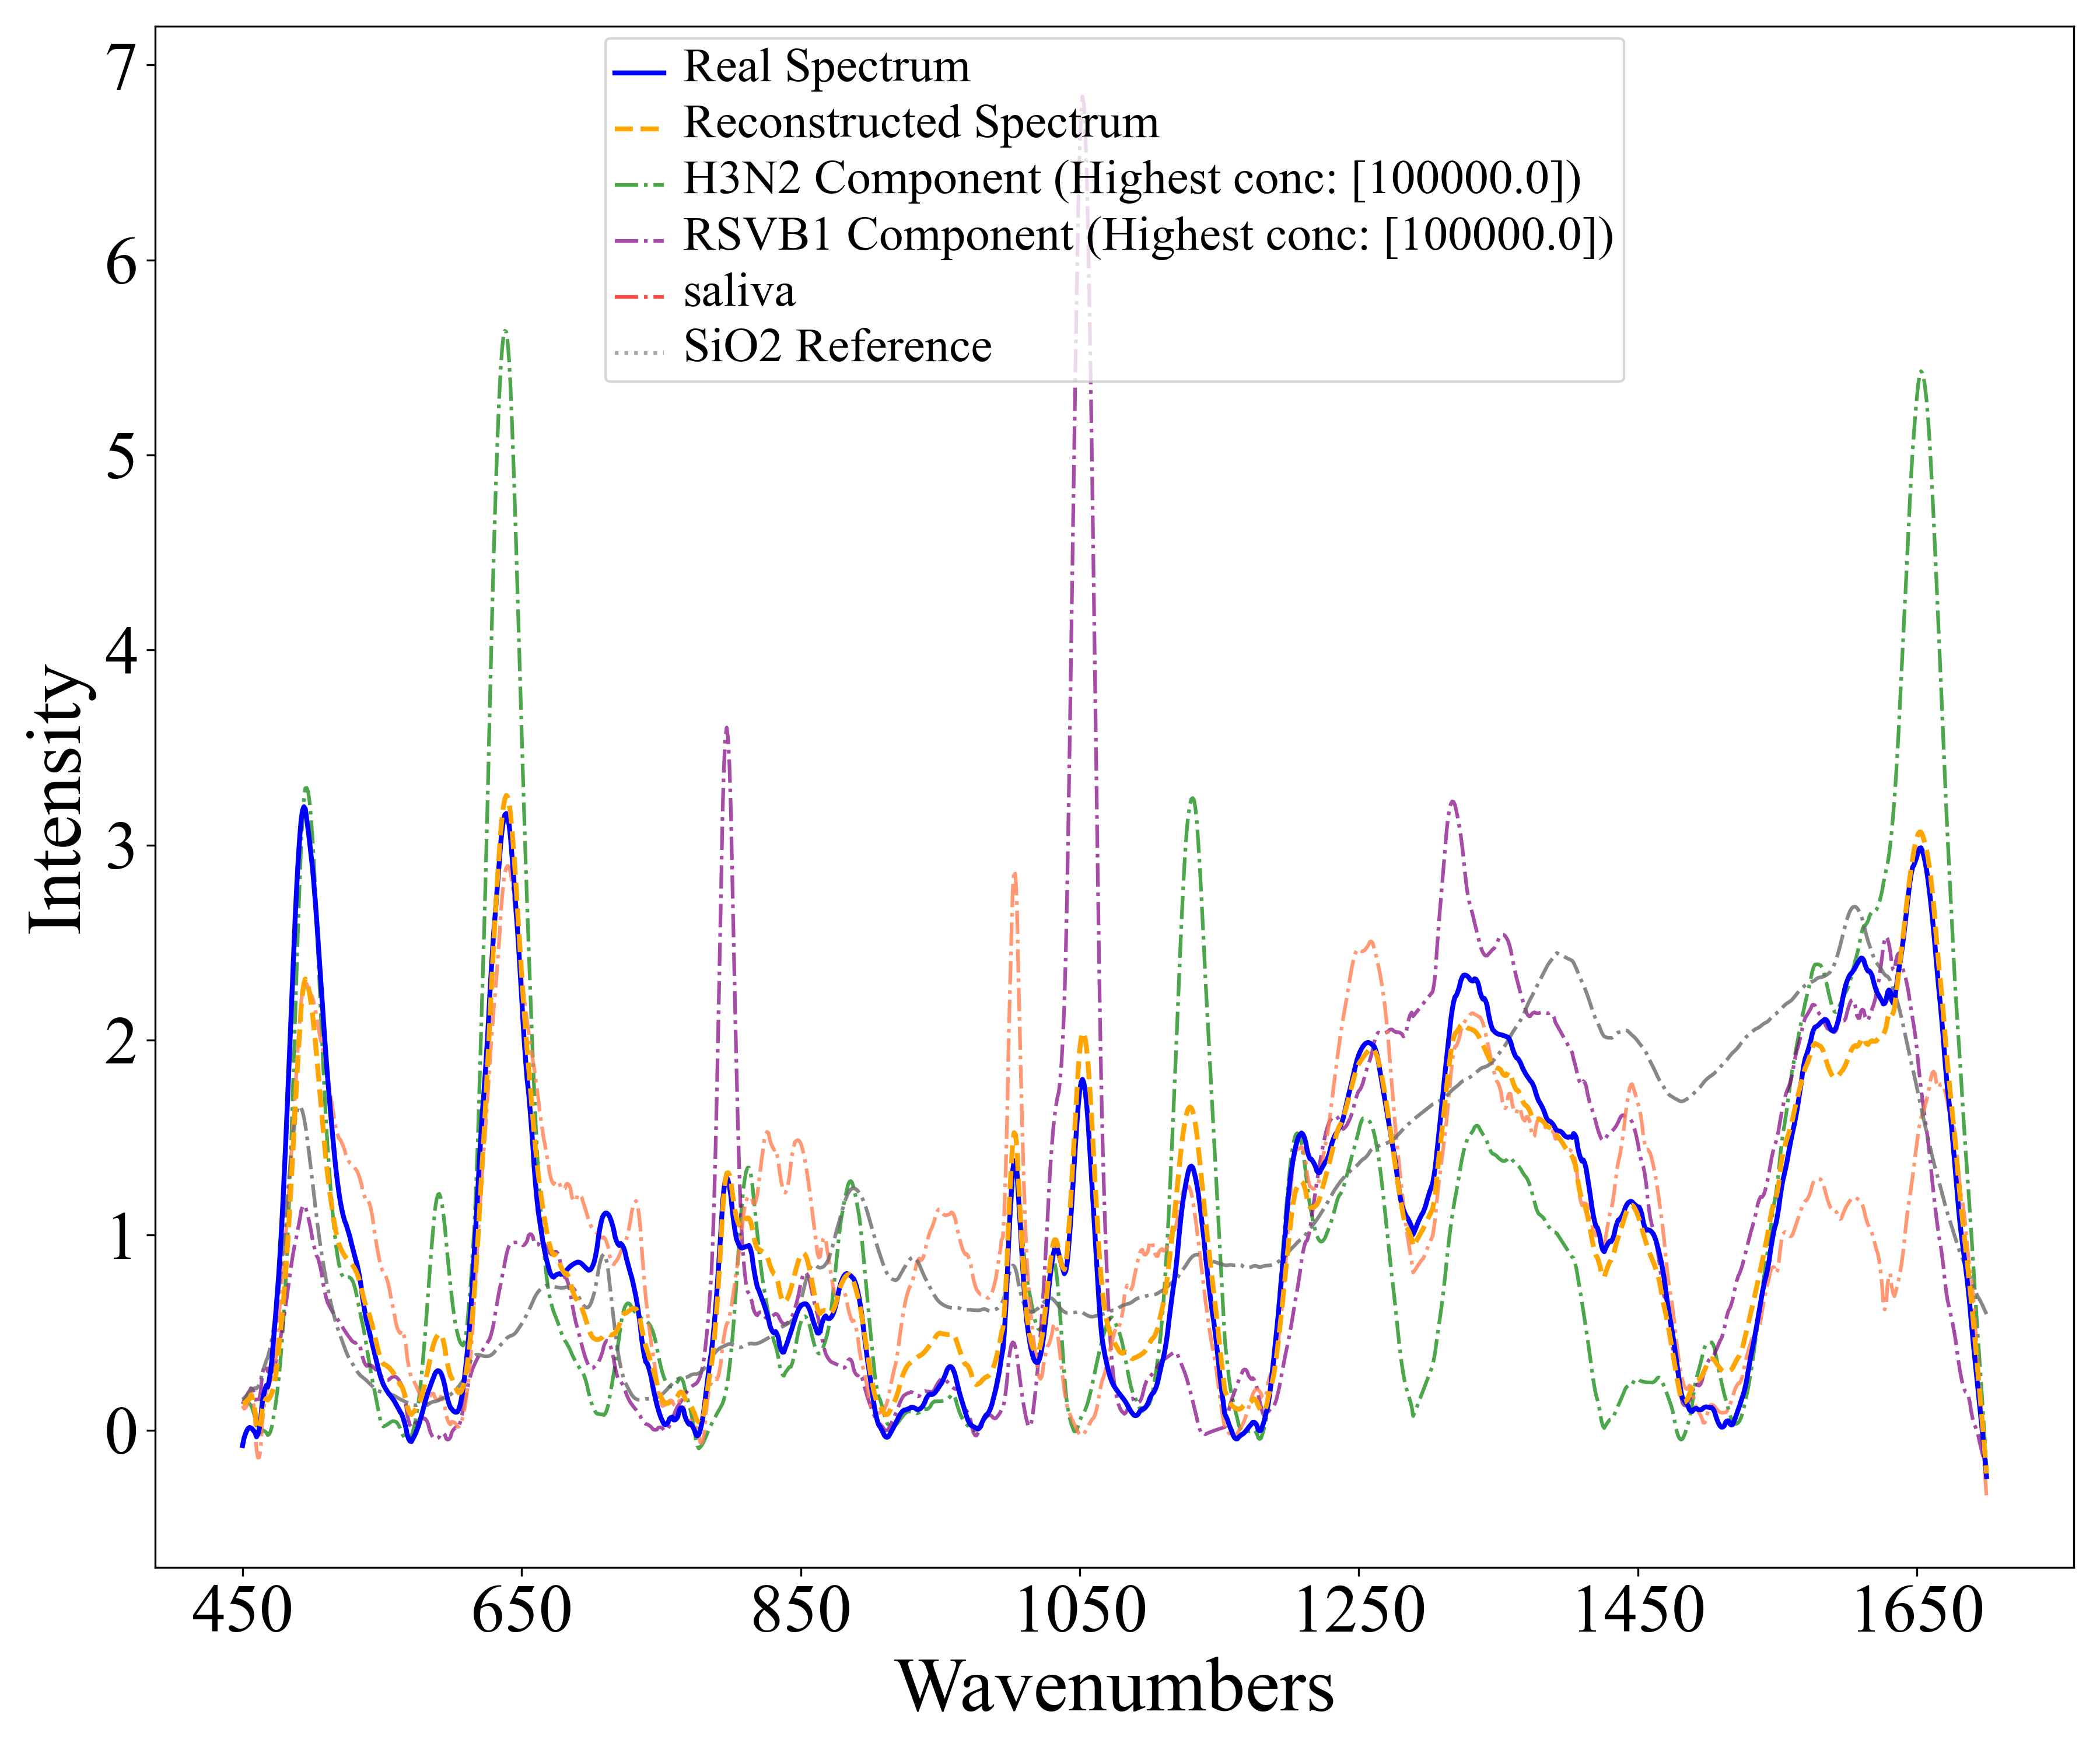 7
6
5
4
3
2
1
0
Intensity
Real Spectrum
Reconstructed Spectrum
H3N2 Component (Highest conc: [100000.0])
RSVB1 Component (Highest conc: [100000.0])
saliva
SiO2 Reference
450 650 850 1050 1250 1450 1650
Wavenumbers